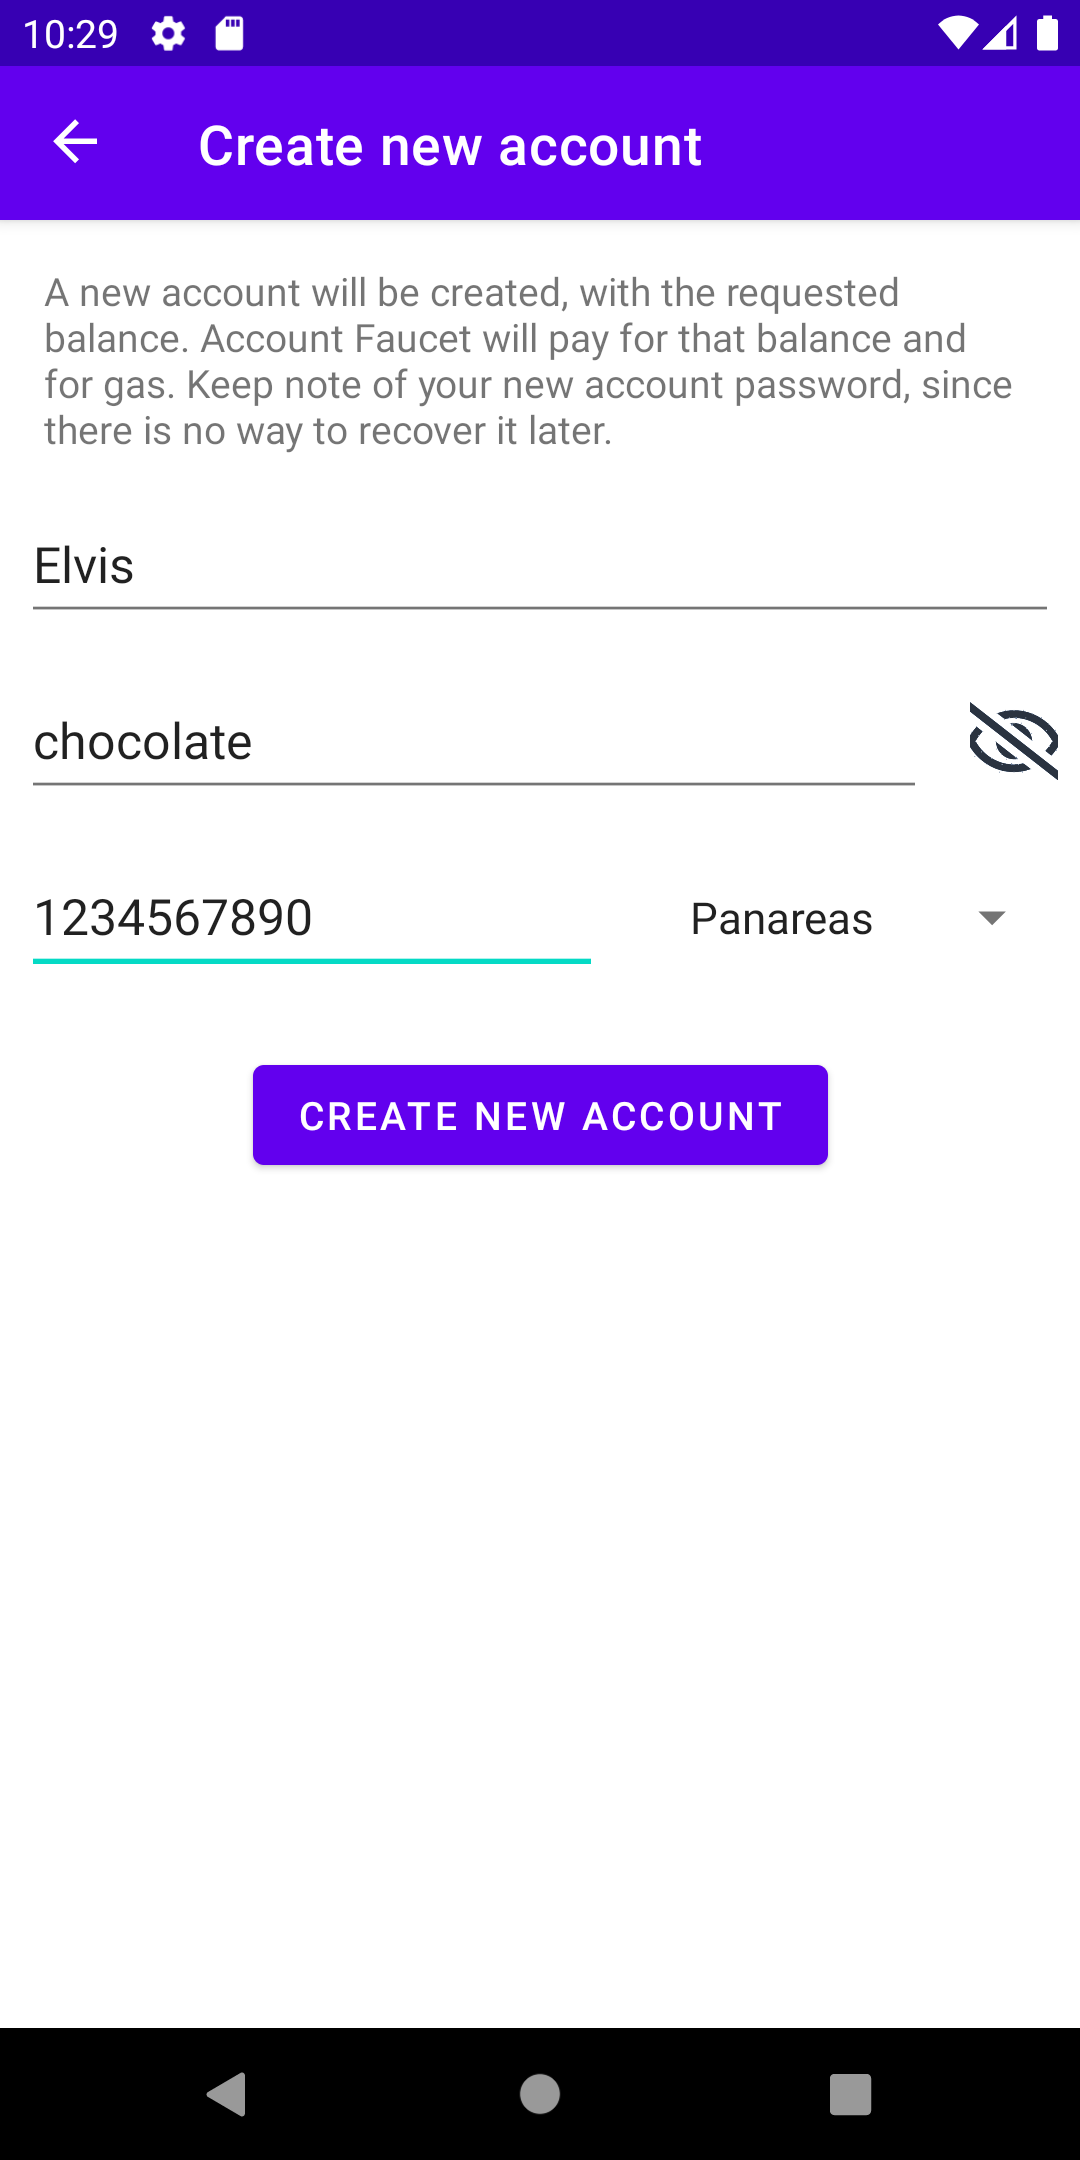 10:29
Create new account
A new account will be created, with the requested
balance. Account Faucet will pay for that balance and
for gas. Keep note of your new account password, since
there is no way to recover it later.
Elvis
chocolate
1234567890
Panareas
CREATE NEW ACCOUNT